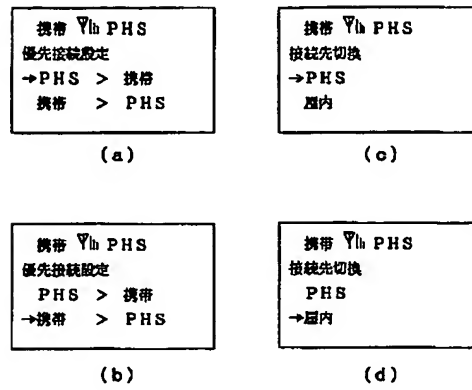 携帯 PHS
優先接続設定
→PHS > 携帯
携帯 > PHS
(a)
携帯 PHS
接続先切換
→PHS
屋内
(c)
携帯 PHS
優先接続設定
PHS > 携帯
→携帯 > PHS
(b)
携帯 PHS
接続先切換
PHS
→屋内
(d)